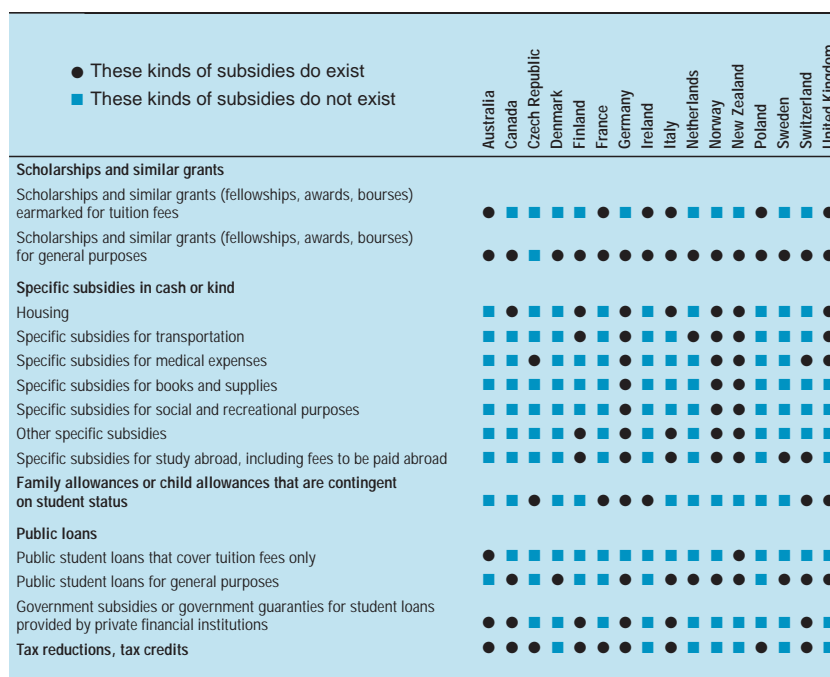 ● These kinds of subsidies do exist
■ These kinds of subsidies do not exist
Australia
Canada
Czech Republic
Denmark
Finland
France
Germany
Ireland
Italy
Netherlands
Norway
New Zealand
Poland
Sweden
Switzerland
United Kingdom
Scholarships and similar grants
Scholarships and similar grants (fellowships, awards, bourses)
earmarked for tuition fees
Scholarships and similar grants (fellowships, awards, bourses)
for general purposes
Specific subsidies in cash or kind
Housing
Specific subsidies for transportation
Specific subsidies for medical expenses
Specific subsidies for books and supplies
Specific subsidies for social and recreational purposes
Other specific subsidies
Specific subsidies for study abroad, including fees to be paid abroad
Family allowances or child allowances that are contingent
on student status
Public loans
Public student loans that cover tuition fees only
Public student loans for general purposes
Government subsidies or government guaranties for student loans
provided by private financial institutions
Tax reductions, tax credits